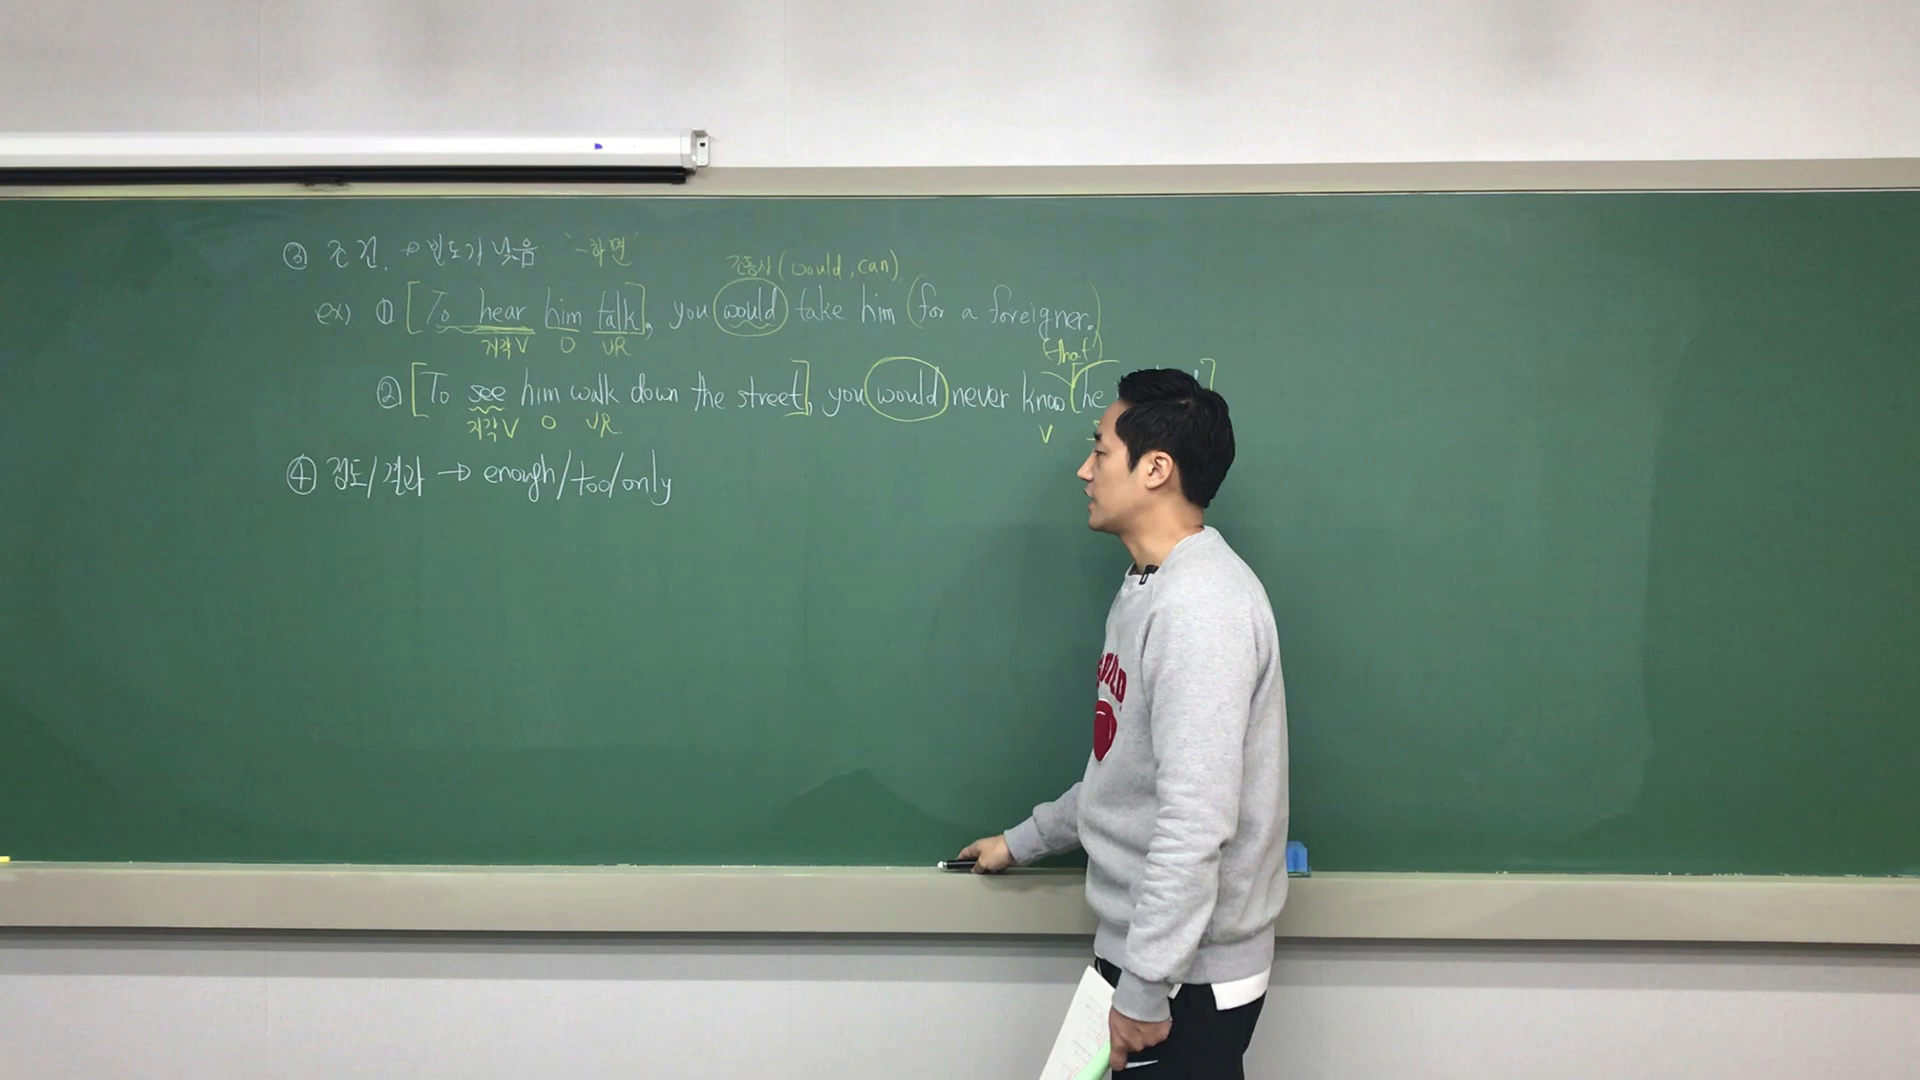 ③ 조건. → 빈도가 낮음 '~하면'
조동사 (would, can)
ex) ① [To hear him talk], you would take him (for a foreigner.)
지각V O VR
(that)
② [To see him walk down the street], you would never know [he
지각V O VR V
④ 정도/결과 → enough/too/only